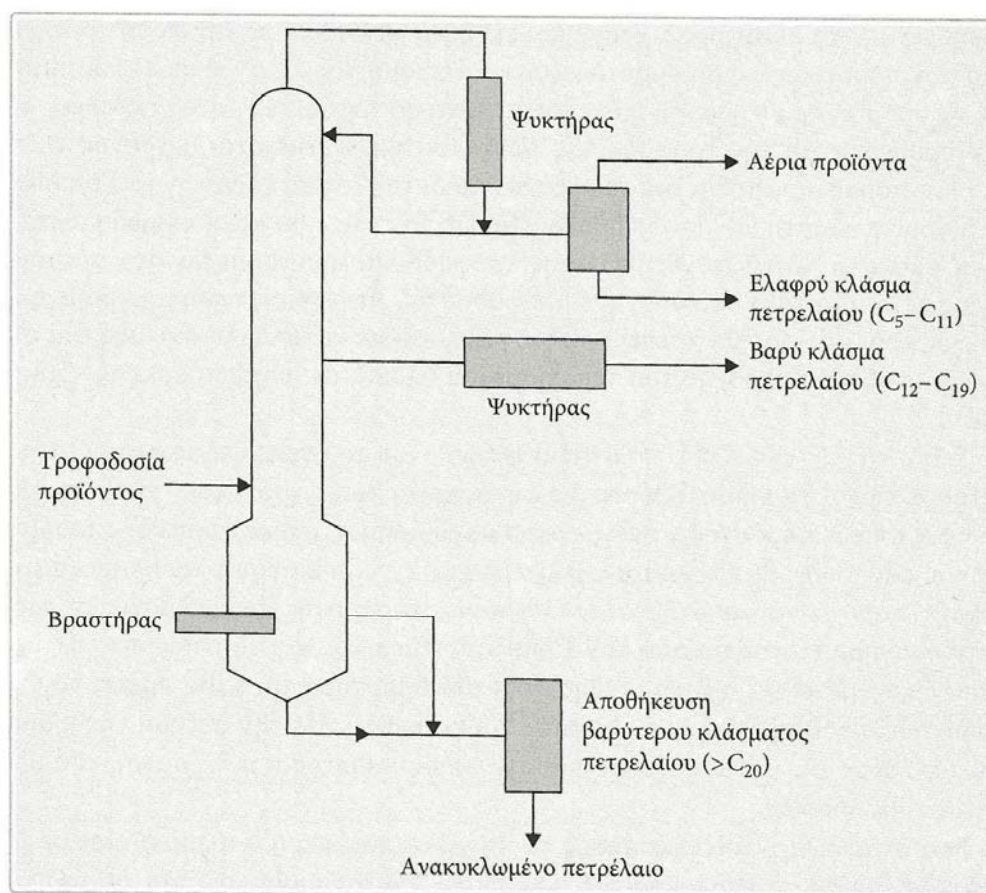 Ψυκτήρας
Αέρια προϊόντα
Ελαφρύ κλάσμα
πετρελαίου (C₅–C₁₁)
Βαρύ κλάσμα
πετρελαίου (C₁₂–C₁₉)
Ψυκτήρας
Τροφοδοσία
προϊόντος
Βραστήρας
Αποθήκευση
βαρύτερου κλάσματος
πετρελαίου (>C₂₀)
Ανακυκλωμένο πετρέλαιο